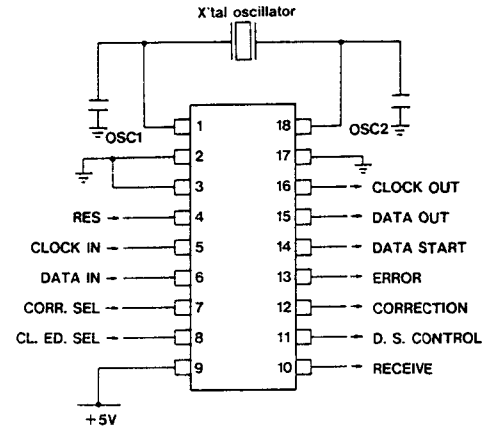 X'tal oscillator
OSC1
OSC2
1 18
2 17
3 16 CLOCK OUT
RES 4 15 DATA OUT
CLOCK IN 5 14 DATA START
DATA IN 6 13 ERROR
CORR. SEL 7 12 CORRECTION
CL. ED. SEL 8 11 D. S. CONTROL
9 10 RECEIVE
+5V